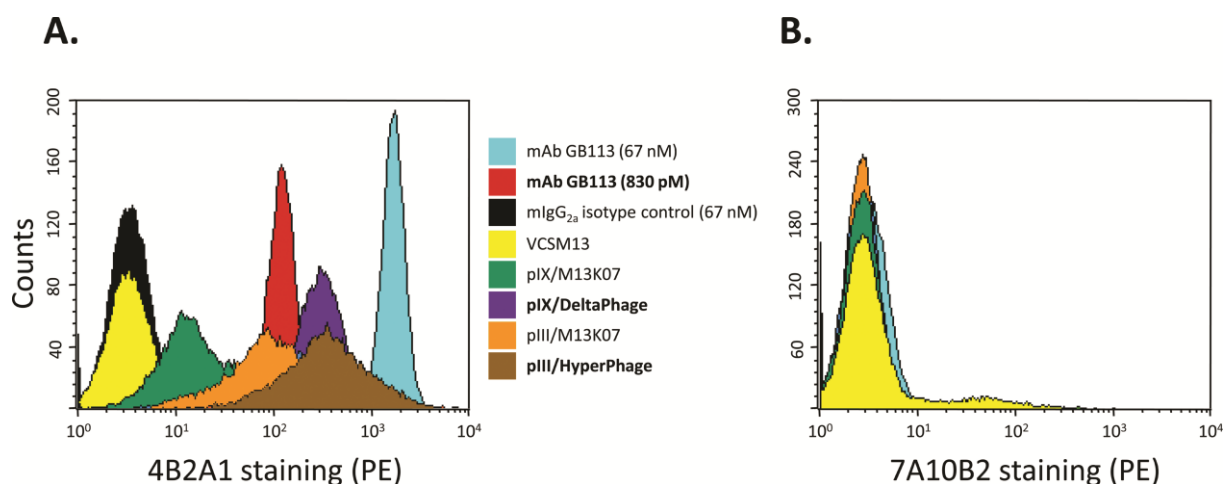 A.
B.
200
160
120
80
40
Counts
10⁰ 10¹ 10² 10³ 10⁴
4B2A1 staining (PE)
mAb GB113 (67 nM)
mAb GB113 (830 pM)
mIgG₂ₐ isotype control (67 nM)
VCSM13
pIX/M13K07
pIX/DeltaPhage
pIII/M13K07
pIII/HyperPhage
300
240
180
120
60
10⁰ 10¹ 10² 10³ 10⁴
7A10B2 staining (PE)